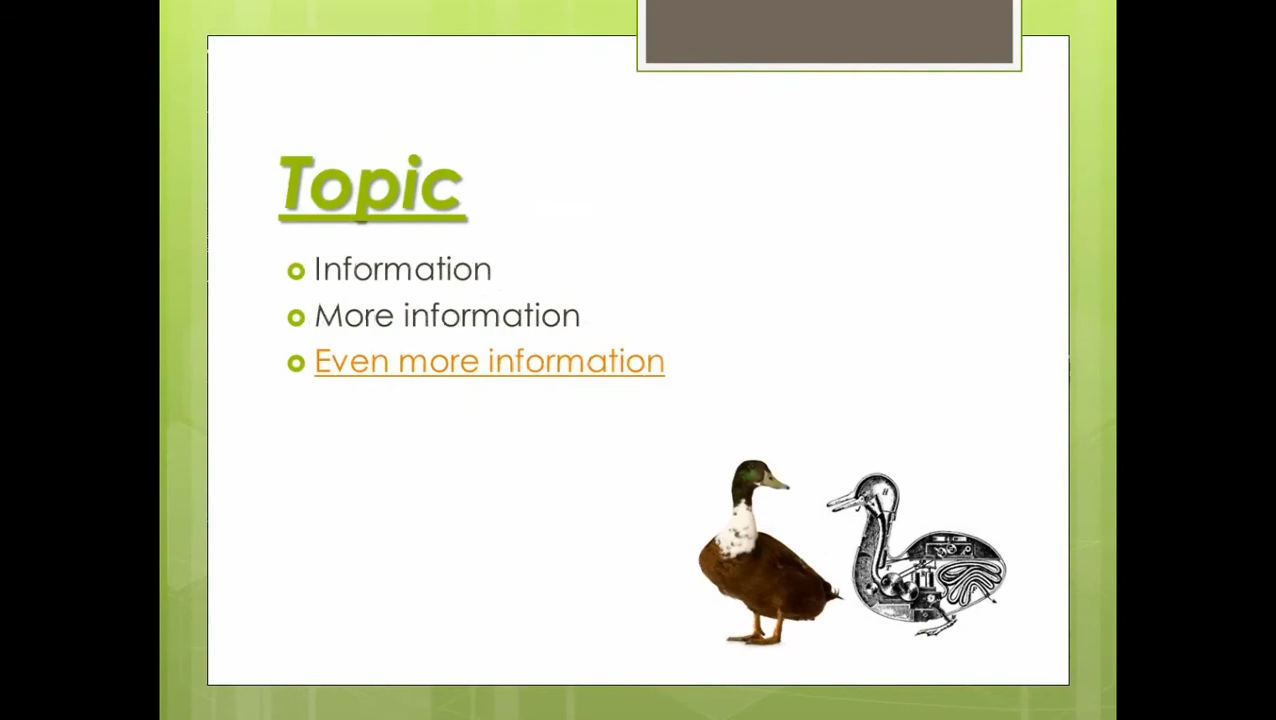 Topic
Information
More information
Even more information